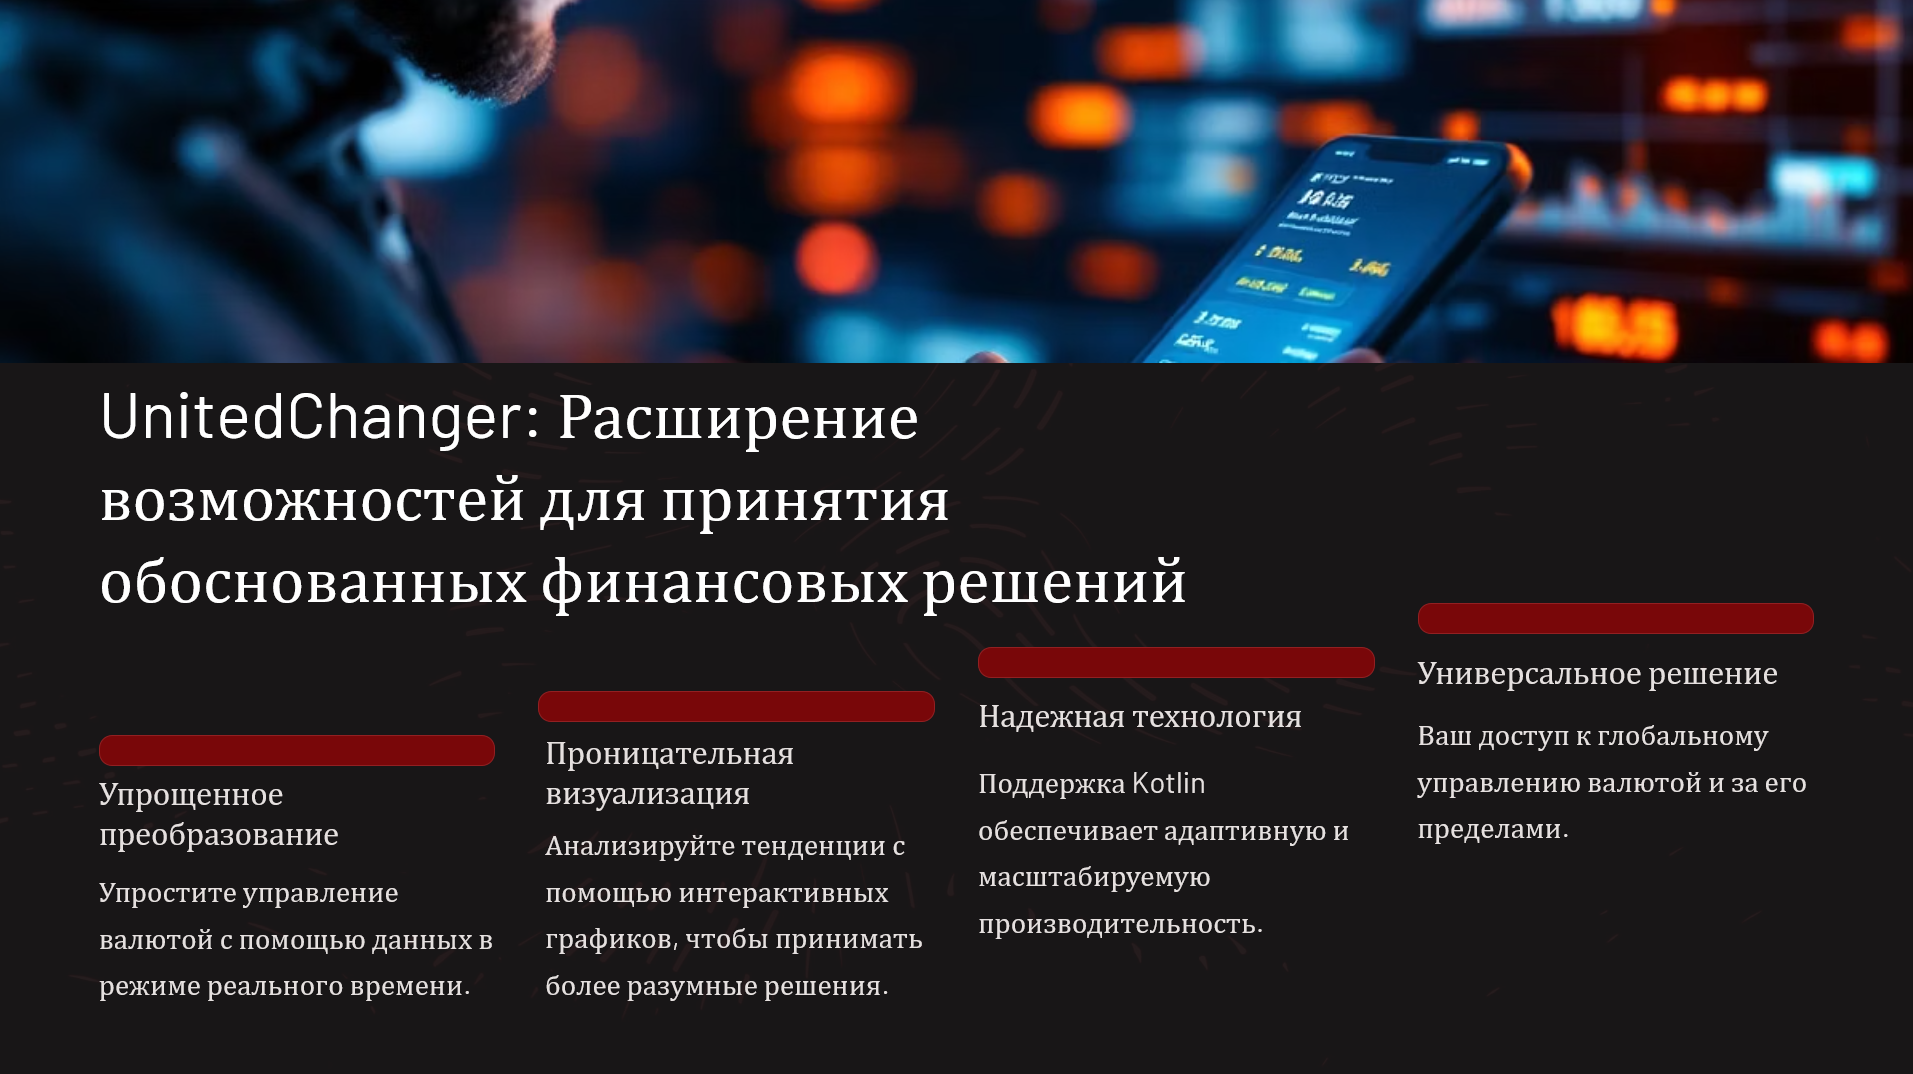 UnitedChanger: Расширение
возможностей для принятия
обоснованных финансовых решений
Упрощенное
преобразование
Упростите управление
валютой с помощью данных в
режиме реального времени.
Проницательная
визуализация
Анализируйте тенденции с
помощью интерактивных
графиков, чтобы принимать
более разумные решения.
Надежная технология
Поддержка Kotlin
обеспечивает адаптивную и
масштабируемую
производительность.
Универсальное решение
Ваш доступ к глобальному
управлению валютой и за его
пределами.